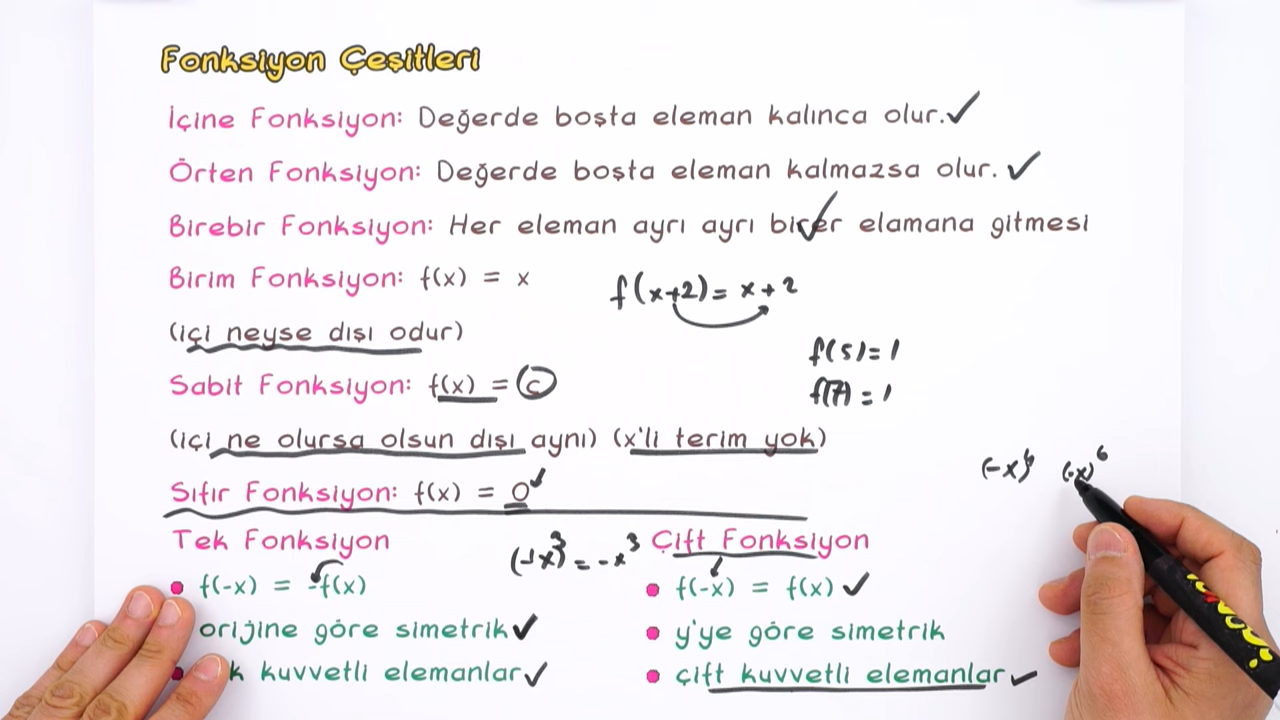 Fonksiyon Çeşitleri
İçine Fonksiyon: Değerde boşta eleman kalınca olur.
Örten Fonksiyon: Değerde boşta eleman kalmazsa olur.
Birebir Fonksiyon: Her eleman ayrı ayrı birer elamana gitmesi
Birim Fonksiyon: f(x) = x
f(x+2) = x+2
(içi neyse dışı odur)
f(5)=1
f(7)=1
Sabit Fonksiyon: f(x) = c
(içi ne olursa olsun dışı aynı) (x'li terim yok)
(-x) (-x)⁶
Sıfır Fonksiyon: f(x) = 0
Tek Fonksiyon
f(-x) = -f(x)
orijine göre simetrik
kuvvetli elemanlar
(-x)³ = -x³
Çift Fonksiyon
f(-x) = f(x)
y'ye göre simetrik
çift kuvvetli elemanlar